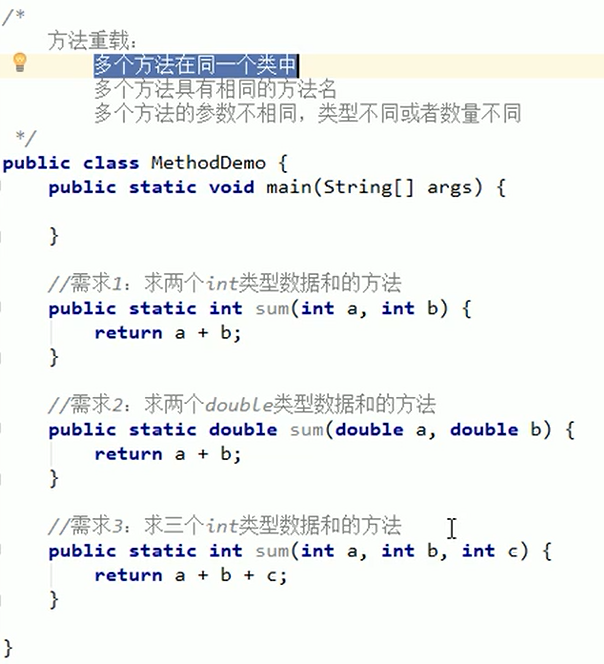 /*
方法重载:
多个方法在同一个类中
多个方法具有相同的方法名
多个方法的参数不相同，类型不同或者数量不同
*/
public class MethodDemo {
public static void main(String[] args) {
}
//需求1: 求两个int类型数据和的方法
public static int sum(int a, int b) {
return a + b;
}
//需求2: 求两个double类型数据和的方法
public static double sum(double a, double b) {
return a + b;
}
//需求3: 求三个int类型数据和的方法
public static int sum(int a, int b, int c) {
return a + b + c;
}
}